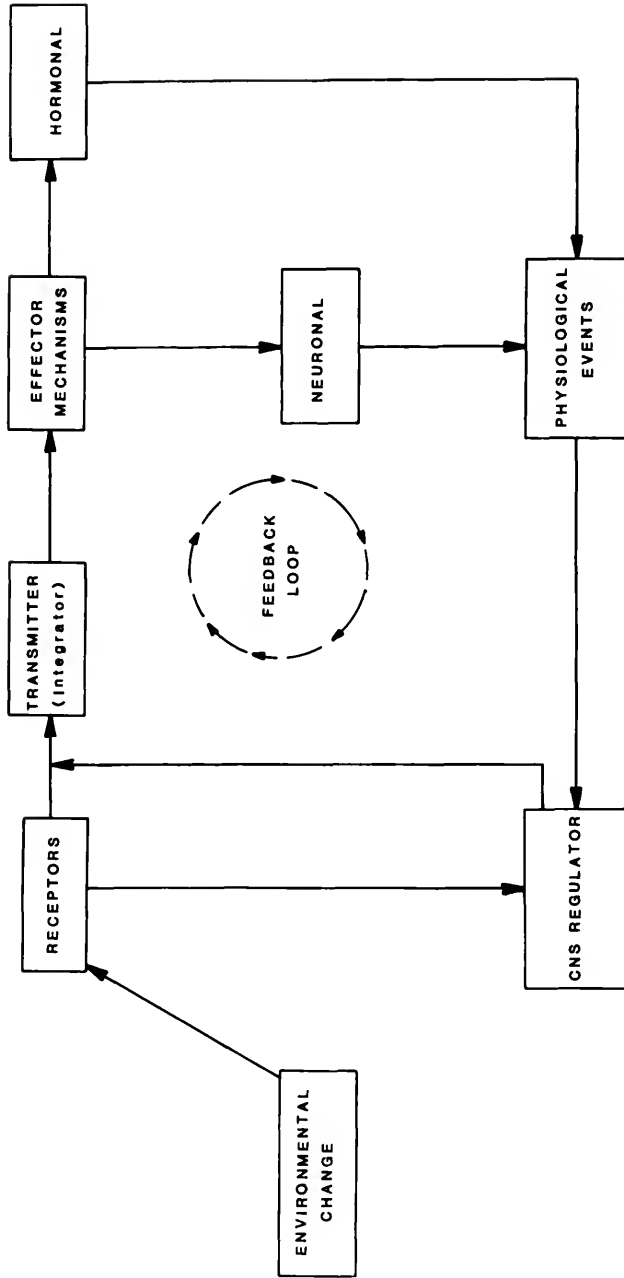 ENVIRONMENTAL
CHANGE
RECEPTORS
CNS REGULATOR
TRANSMITTER
(Integrator)
FEEDBACK
LOOP
EFFECTOR
MECHANISMS
NEURONAL
PHYSIOLOGICAL
EVENTS
HORMONAL